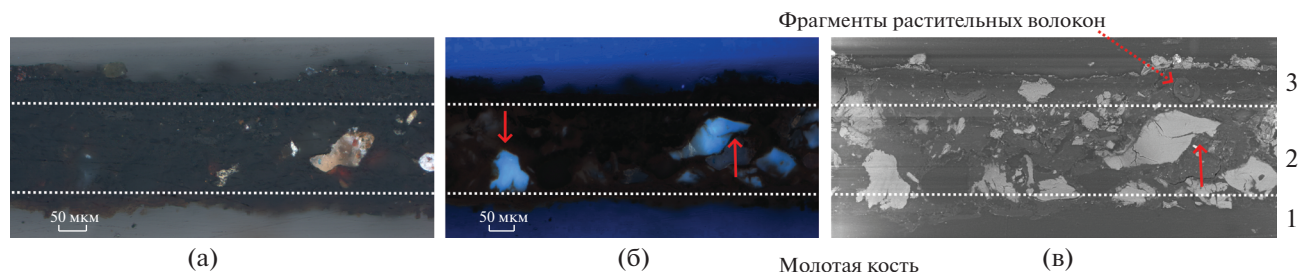 Фрагменты растительных волокон
3
2
1
50 мкм
50 мкм
(а)
(б)
(в)
Молотая кость